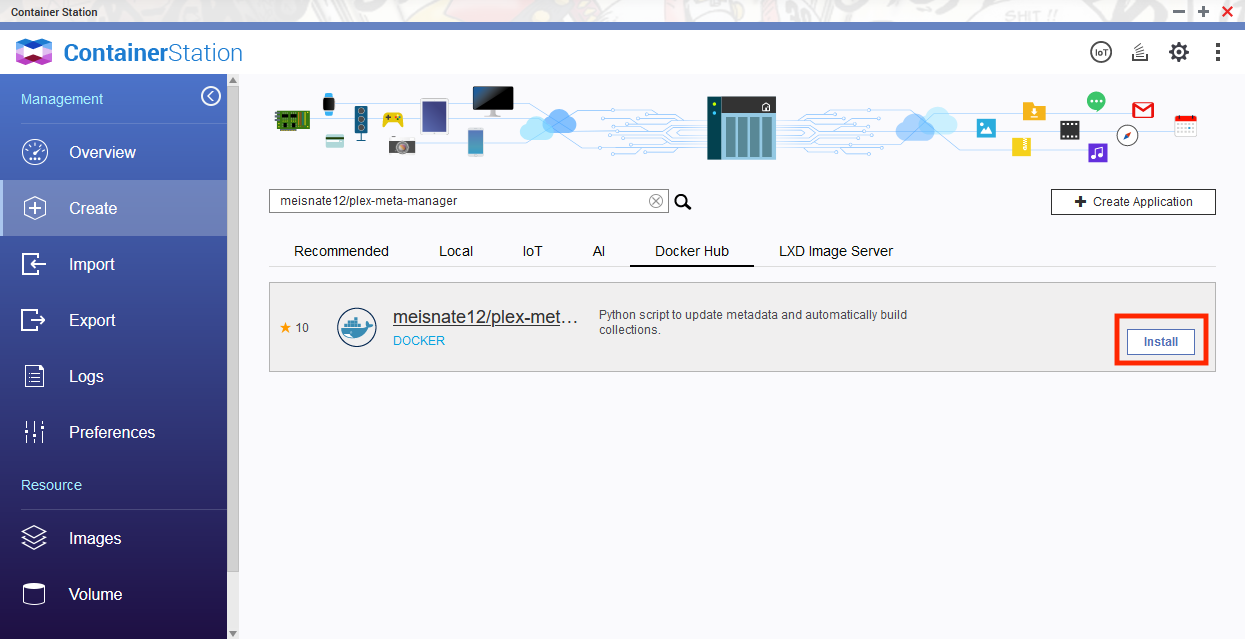 Container Station
SHIT !!
ContainerStation
IoT
Management
Overview
Create
Import
Export
Logs
Preferences
Resource
Images
Volume
meisnate12/plex-meta-manager
Create Application
Recommended
Local
IoT
AI
Docker Hub
LXD Image Server
10
meisnate12/plex-met...
DOCKER
Python script to update metadata and automatically build
collections.
Install